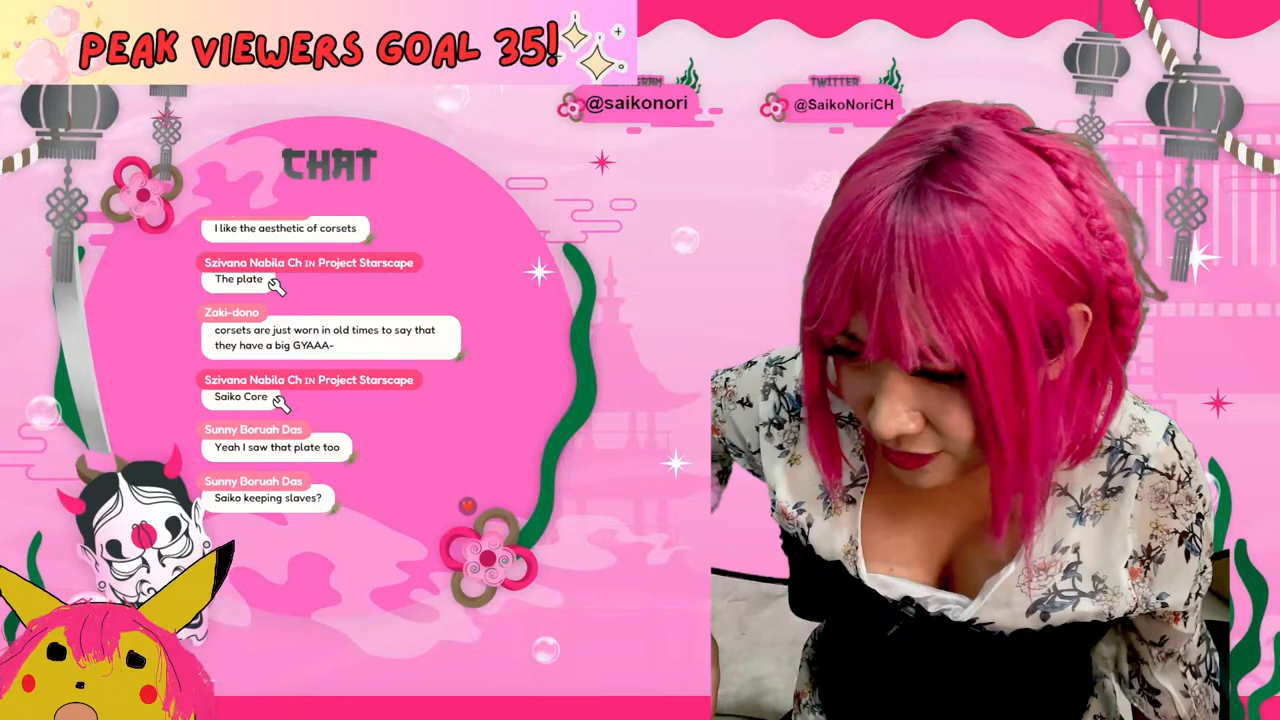 PEAK VIEWERS GOAL 35!
@saikonori
TWITTER
@SaikoNoriCH
CHAT
I like the aesthetic of corsets
Szivana Nabila Ch IN Project Starscape
The plate
Zaki-dono
corsets are just worn in old times to say that
they have a big GYAAA-
Szivana Nabila Ch IN Project Starscape
Saiko Core
Sunny Boruah Das
Yeah I saw that plate too
Sunny Boruah Das
Saiko keeping slaves?